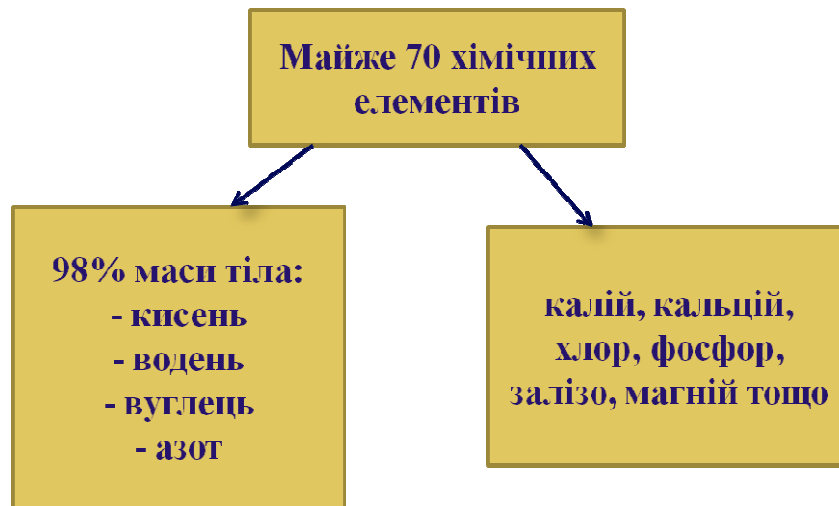 Майже 70 хімічних
елементів
98% маси тіла:
- кисень
- водень
- вуглець
- азот
калій, кальцій,
хлор, фосфор,
залізо, магній тощо